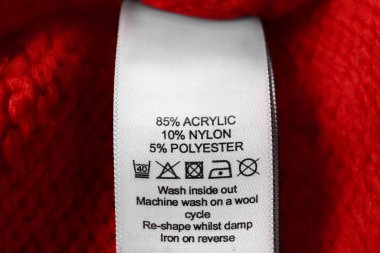 85% ACRYLIC
10% NYLON
5% POLYESTER
40
Wash inside out
Machine wash on a wool
cycle
Re-shape whilst damp
Iron on reverse